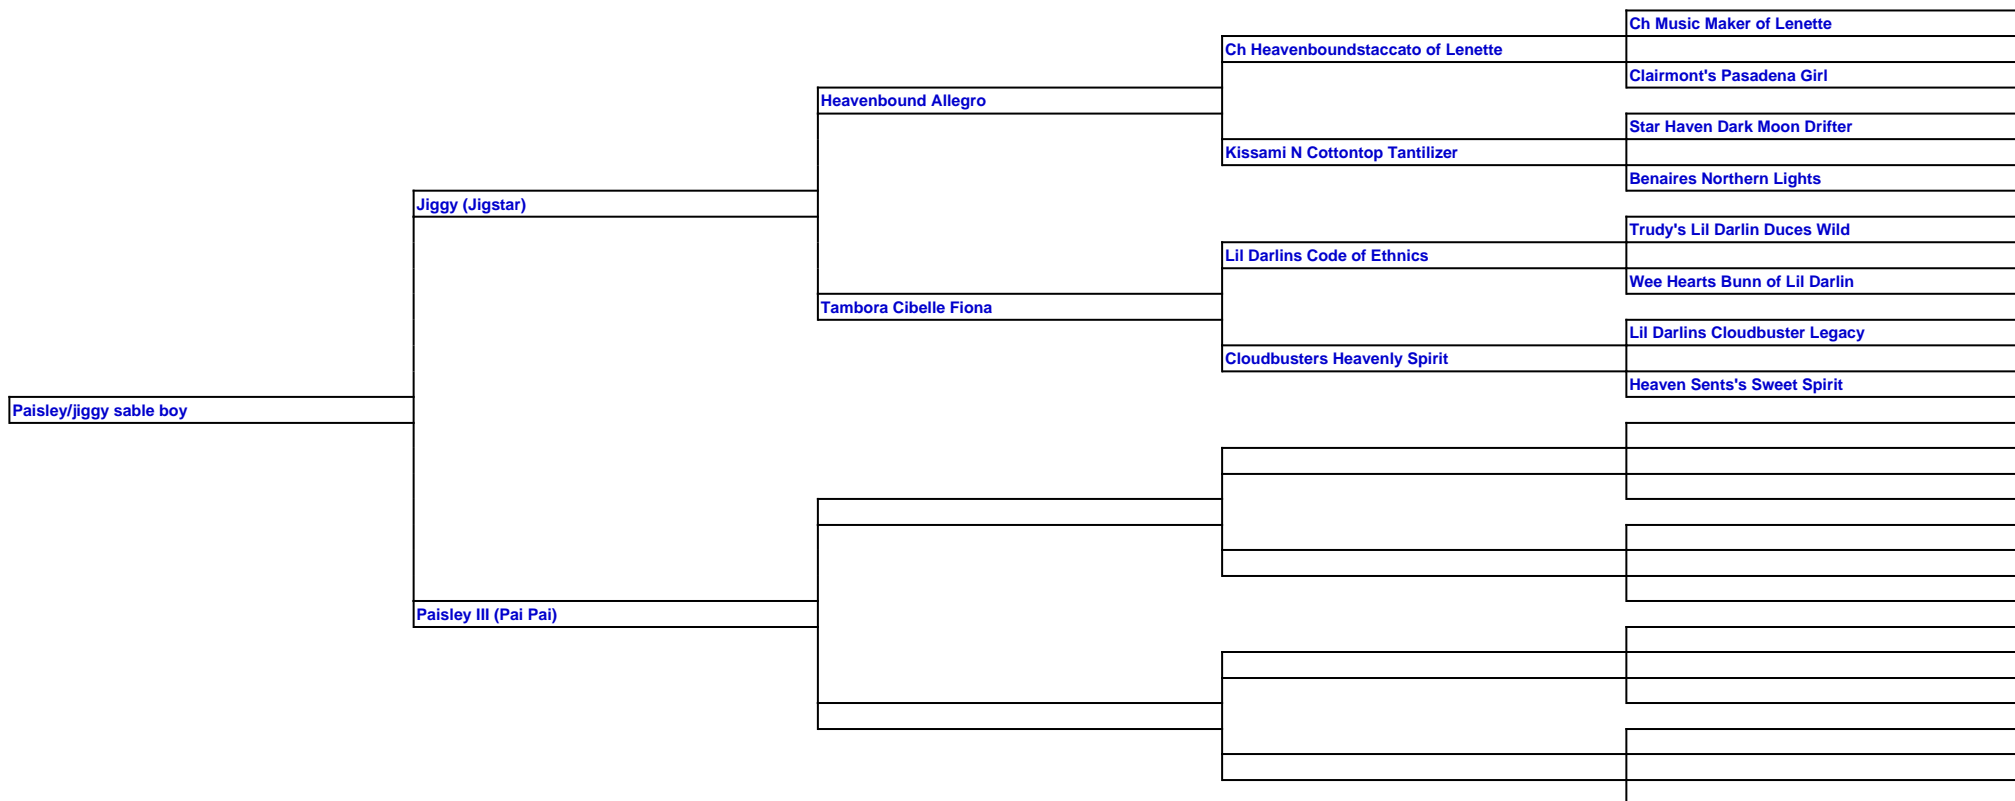 Ch Music Maker of Lenette
Ch Heavenboundstaccato of Lenette
Clairmont's Pasadena Girl
Heavenbound Allegro
Star Haven Dark Moon Drifter
Kissami N Cottontop Tantilizer
Benaires Northern Lights
Jiggy (Jigstar)
Trudy's Lil Darlin Duces Wild
Lil Darlins Code of Ethnics
Wee Hearts Bunn of Lil Darlin
Tambora Cibelle Fiona
Lil Darlins Cloudbuster Legacy
Cloudbusters Heavenly Spirit
Heaven Sents's Sweet Spirit
Paisley/jiggy sable boy
Paisley III (Pai Pai)